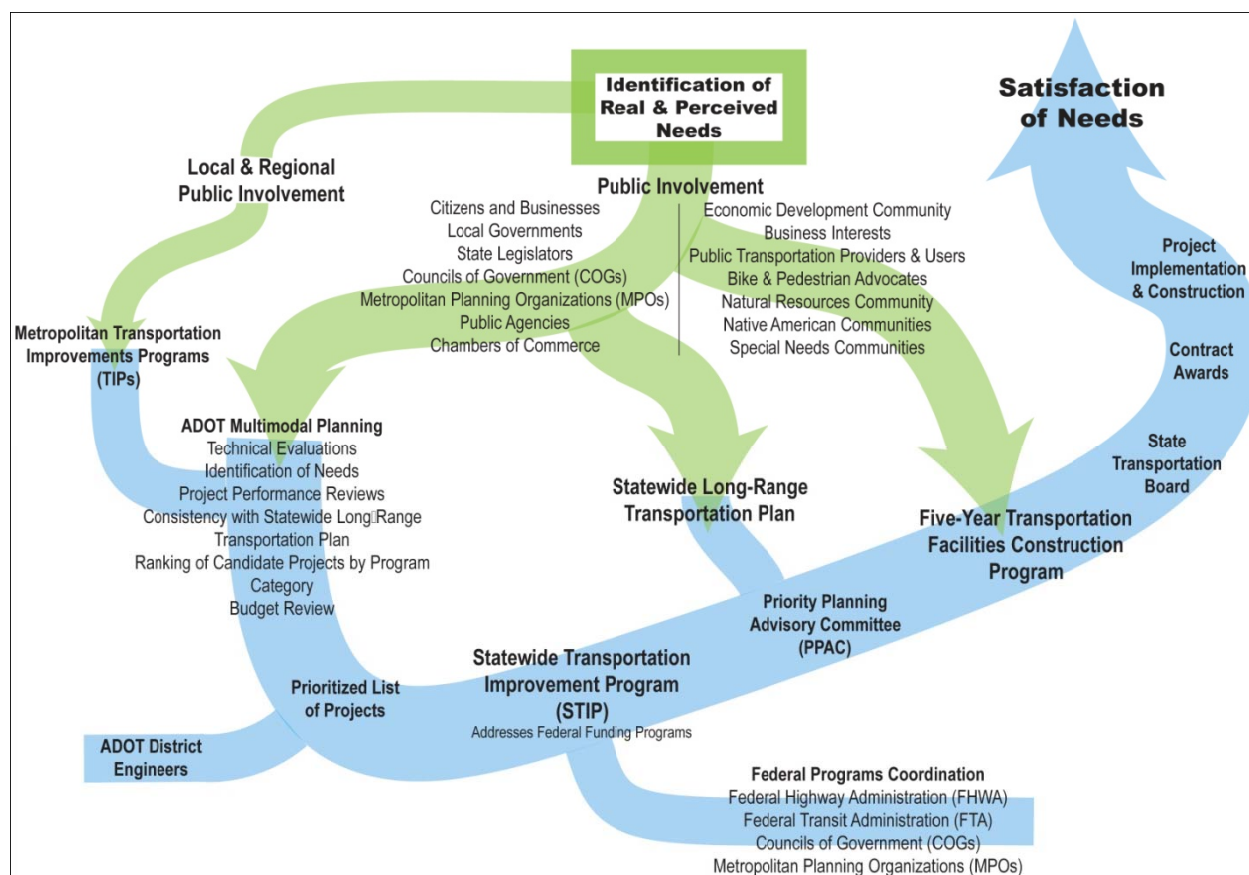 Identification of
Real & Perceived
Needs
Satisfaction
of Needs
Local & Regional
Public Involvement
Public Involvement
Citizens and Businesses
Local Governments
State Legislators
Councils of Government (COGs)
Metropolitan Planning Organizations (MPOs)
Public Agencies
Chambers of Commerce
Economic Development Community
Business Interests
Public Transportation Providers & Users
Bike & Pedestrian Advocates
Natural Resources Community
Native American Communities
Special Needs Communities
Project
Implementation
& Construction
Contract
Awards
State
Transportation
Board
Metropolitan Transportation
Improvements Programs
(TIPs)
ADOT Multimodal Planning
Technical Evaluations
Identification of Needs
Project Performance Reviews
Consistency with Statewide Long▯Range
Transportation Plan
Ranking of Candidate Projects by Program
Category
Budget Review
Statewide Long-Range
Transportation Plan
Five-Year Transportation
Facilities Construction
Program
Priority Planning
Advisory Committee
(PPAC)
Statewide Transportation
Improvement Program
(STIP)
Addresses Federal Funding Programs
Prioritized List
of Projects
ADOT District
Engineers
Federal Programs Coordination
Federal Highway Administration (FHWA)
Federal Transit Administration (FTA)
Councils of Government (COGs)
Metropolitan Planning Organizations (MPOs)